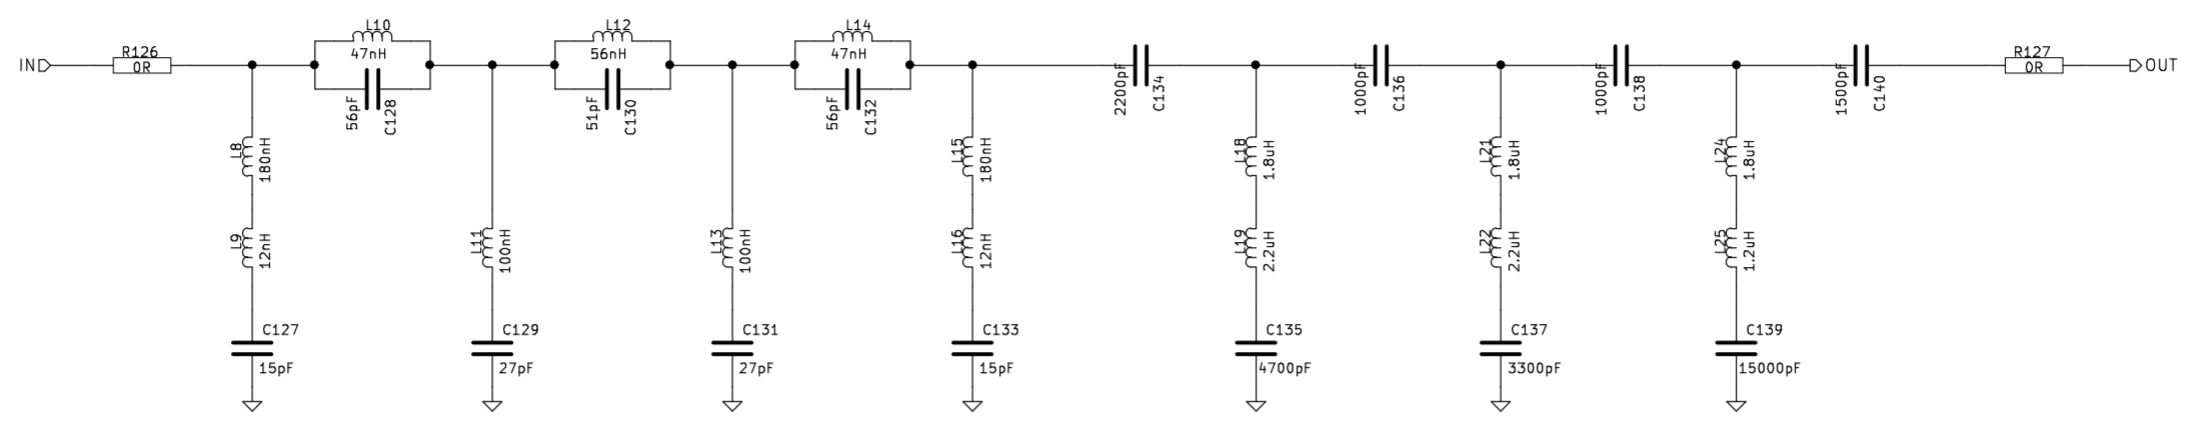 IN
R126
0R
L10
47nH
56pF
C128
L12
56nH
51pF
C130
L14
47nH
56pF
C132
2200pF
C134
1000pF
C136
1000pF
C138
1500pF
C140
R127
0R
OUT
L8
180nH
L9
12nH
C127
15pF
L11
100nH
C129
27pF
L13
100nH
C131
27pF
L15
180nH
L16
12nH
C133
15pF
L18
1.8uH
L19
2.2uH
C135
4700pF
L21
1.8uH
L22
2.2uH
C137
3300pF
L24
1.8uH
L25
1.2uH
C139
15000pF